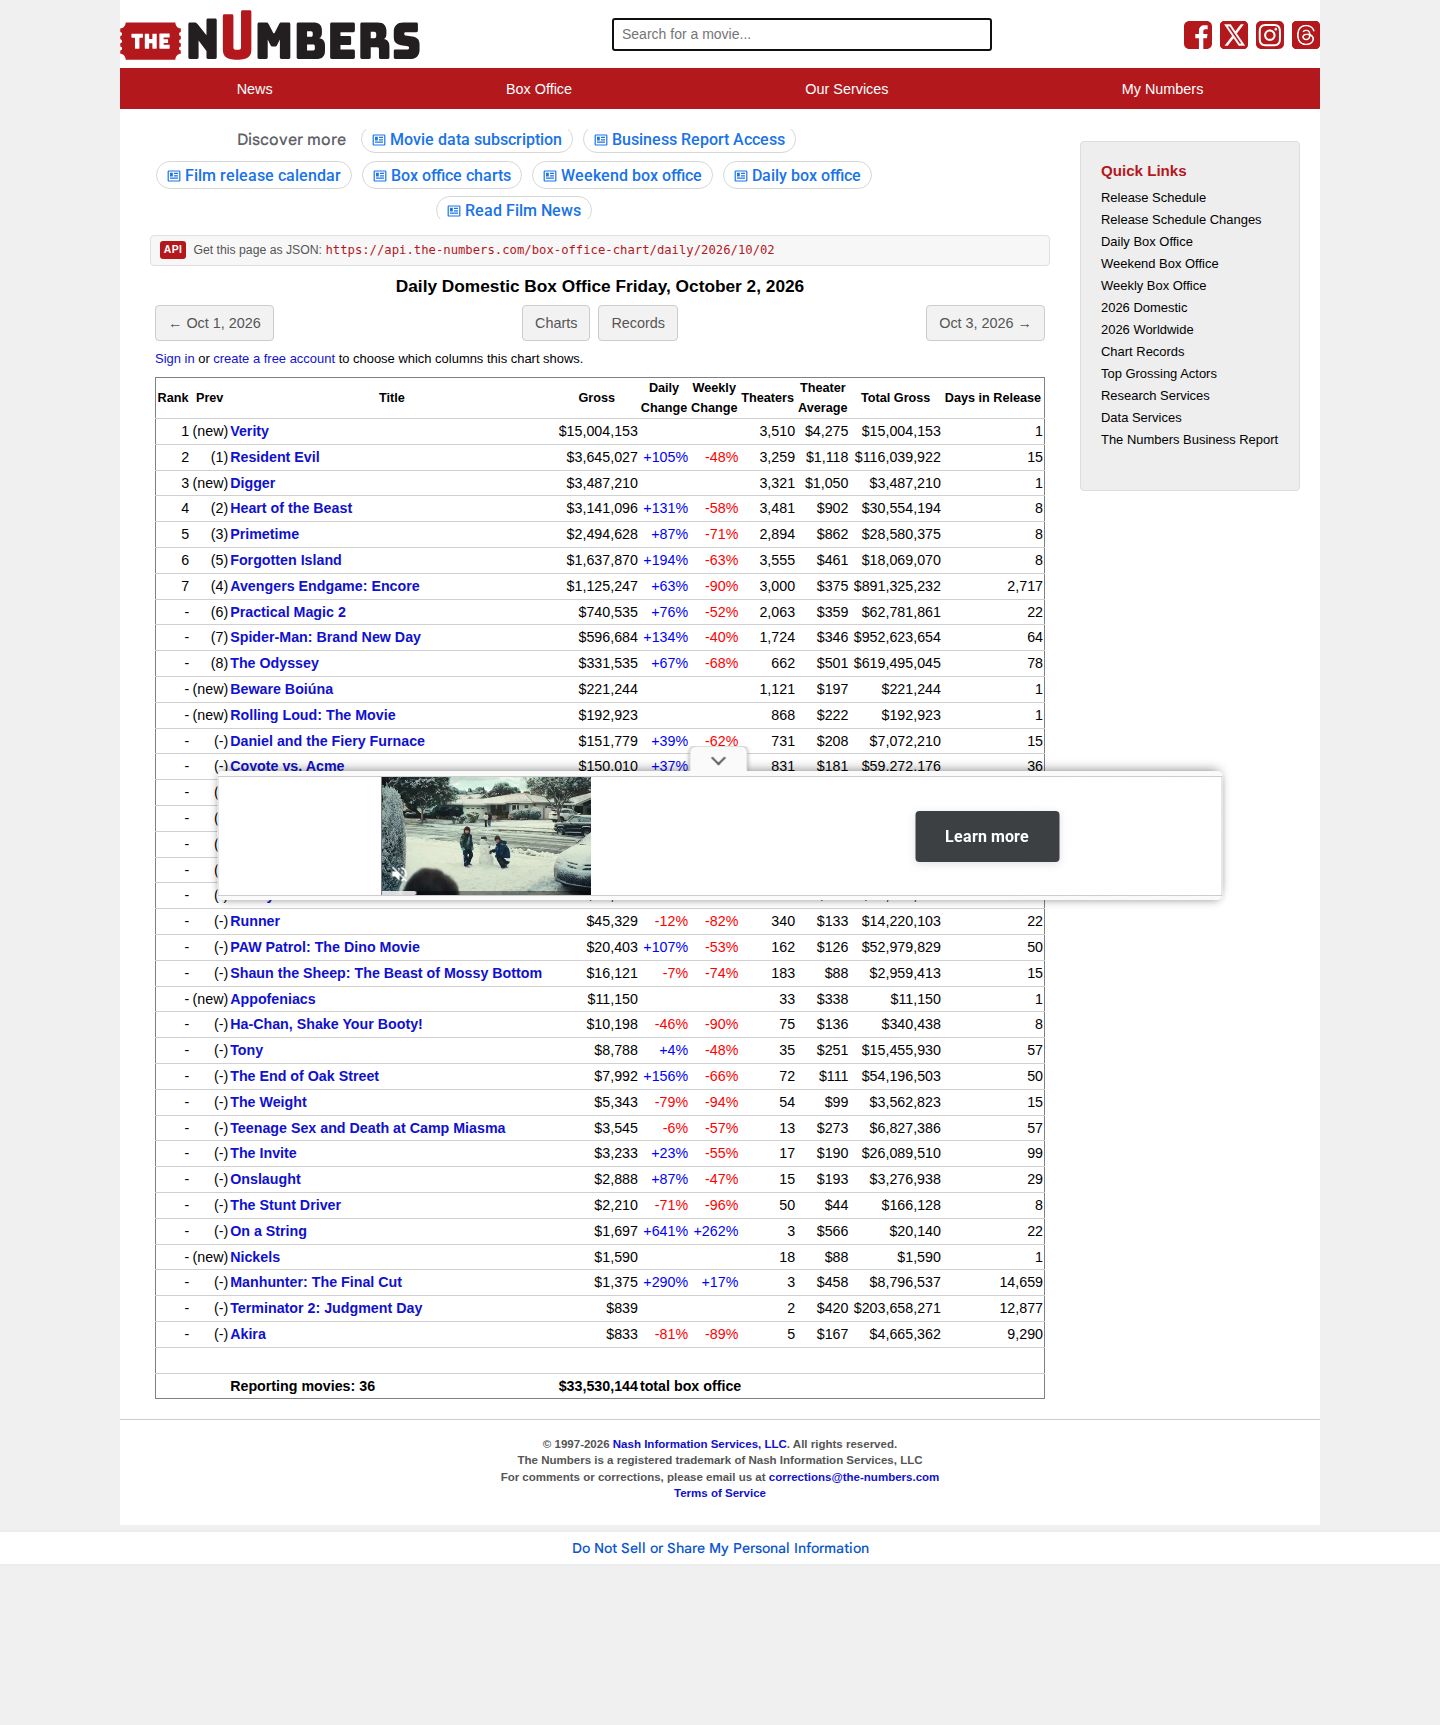 THE NUMBERS
Search for a movie...
News Box Office Our Services My Numbers
Discover more Movie data subscription Business Report Access
Film release calendar Box office charts Weekend box office Daily box office
Read Film News
API Get this page as JSON: https://api.the-numbers.com/box-office-chart/daily/2026/10/02
Daily Domestic Box Office Friday, October 2, 2026
← Oct 1, 2026 Charts Records Oct 3, 2026 →
Sign in or create a free account to choose which columns this chart shows.
Rank Prev Title Gross Daily Change Weekly Change Theaters Theater Average Total Gross Days in Release
1 (new) Verity $15,004,153 3,510 $4,275 $15,004,153 1
2 (1) Resident Evil $3,645,027 +105% -48% 3,259 $1,118 $116,039,922 15
3 (new) Digger $3,487,210 3,321 $1,050 $3,487,210 1
4 (2) Heart of the Beast $3,141,096 +131% -58% 3,481 $902 $30,554,194 8
5 (3) Primetime $2,494,628 +87% -71% 2,894 $862 $28,580,375 8
6 (5) Forgotten Island $1,637,870 +194% -63% 3,555 $461 $18,069,070 8
7 (4) Avengers Endgame: Encore $1,125,247 +63% -90% 3,000 $375 $891,325,232 2,717
- (6) Practical Magic 2 $740,535 +76% -52% 2,063 $359 $62,781,861 22
- (7) Spider-Man: Brand New Day $596,684 +134% -40% 1,724 $346 $952,623,654 64
- (8) The Odyssey $331,535 +67% -68% 662 $501 $619,495,045 78
- (new) Beware Boiúna $221,244 1,121 $197 $221,244 1
- (new) Rolling Loud: The Movie $192,923 868 $222 $192,923 1
- (-) Daniel and the Fiery Furnace $151,779 +39% -62% 731 $208 $7,072,210 15
- (-) Coyote vs. Acme $150,010 +37% 831 $181 $59,272,176 36
- (
- (
- (
- (
- (
Learn more
- (-) Runner $45,329 -12% -82% 340 $133 $14,220,103 22
- (-) PAW Patrol: The Dino Movie $20,403 +107% -53% 162 $126 $52,979,829 50
- (-) Shaun the Sheep: The Beast of Mossy Bottom $16,121 -7% -74% 183 $88 $2,959,413 15
- (new) Appofeniacs $11,150 33 $338 $11,150 1
- (-) Ha-Chan, Shake Your Booty! $10,198 -46% -90% 75 $136 $340,438 8
- (-) Tony $8,788 +4% -48% 35 $251 $15,455,930 57
- (-) The End of Oak Street $7,992 +156% -66% 72 $111 $54,196,503 50
- (-) The Weight $5,343 -79% -94% 54 $99 $3,562,823 15
- (-) Teenage Sex and Death at Camp Miasma $3,545 -6% -57% 13 $273 $6,827,386 57
- (-) The Invite $3,233 +23% -55% 17 $190 $26,089,510 99
- (-) Onslaught $2,888 +87% -47% 15 $193 $3,276,938 29
- (-) The Stunt Driver $2,210 -71% -96% 50 $44 $166,128 8
- (-) On a String $1,697 +641% +262% 3 $566 $20,140 22
- (new) Nickels $1,590 18 $88 $1,590 1
- (-) Manhunter: The Final Cut $1,375 +290% +17% 3 $458 $8,796,537 14,659
- (-) Terminator 2: Judgment Day $839 2 $420 $203,658,271 12,877
- (-) Akira $833 -81% -89% 5 $167 $4,665,362 9,290
Reporting movies: 36 $33,530,144 total box office
Quick Links
Release Schedule
Release Schedule Changes
Daily Box Office
Weekend Box Office
Weekly Box Office
2026 Domestic
2026 Worldwide
Chart Records
Top Grossing Actors
Research Services
Data Services
The Numbers Business Report
© 1997-2026 Nash Information Services, LLC. All rights reserved.
The Numbers is a registered trademark of Nash Information Services, LLC
For comments or corrections, please email us at corrections@the-numbers.com
Terms of Service
Do Not Sell or Share My Personal Information